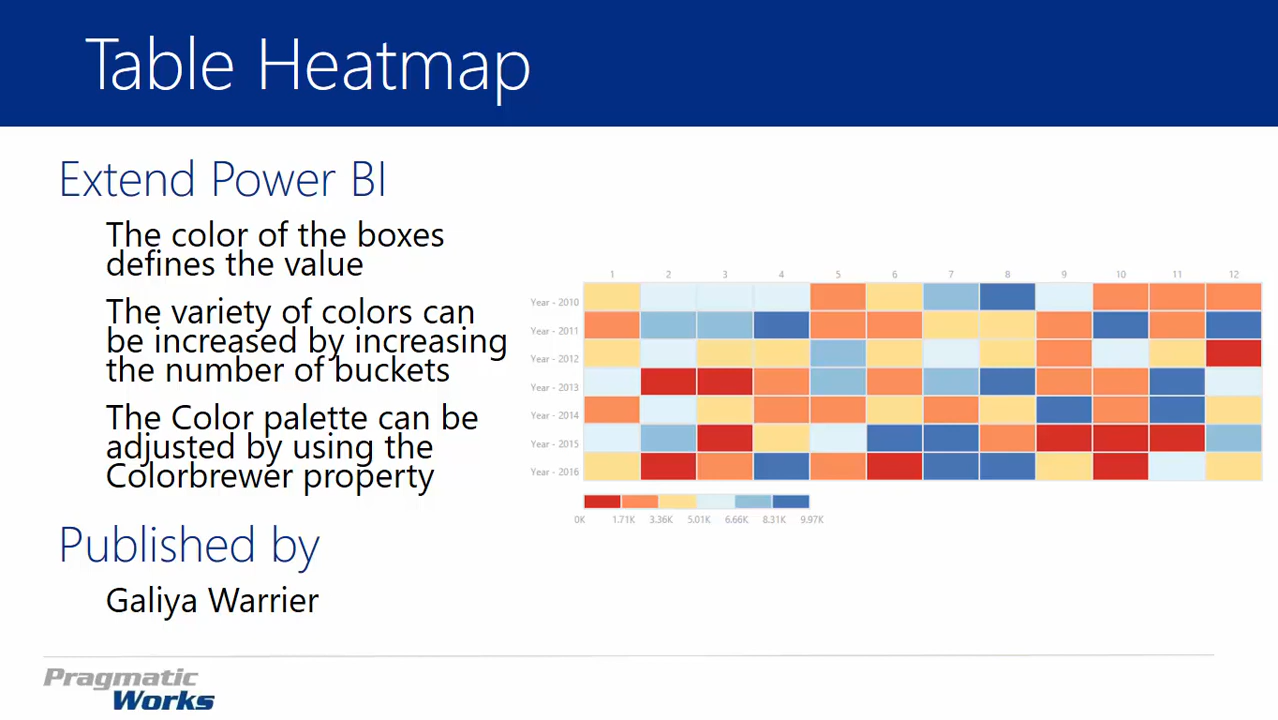 Table Heatmap
Extend Power BI
The color of the boxes
defines the value
The variety of colors can
be increased by increasing
the number of buckets
The Color palette can be
adjusted by using the
Colorbrewer property
Published by
Galiya Warrier
1 2 3 4 5 6 7 8 9 10 11 12
Year - 2010
Year - 2011
Year - 2012
Year - 2013
Year - 2014
Year - 2015
Year - 2016
0K 1.71K 3.36K 5.01K 6.66K 8.31K 9.97K
Pragmatic
Works